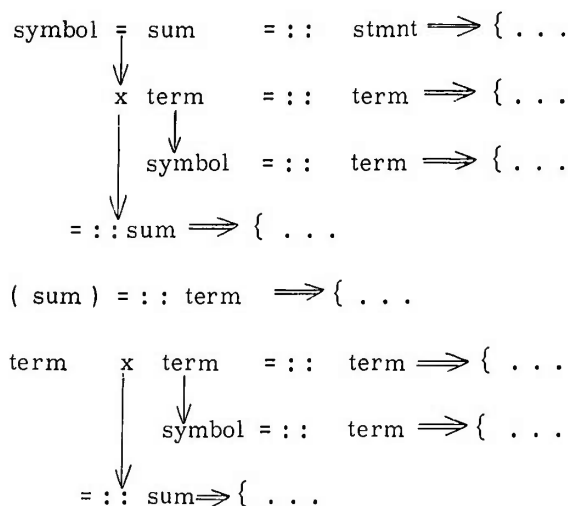 symbol = sum =:: stmnt ⟹ { . . .
x term =:: term ⟹ { . . .
symbol =:: term ⟹ { . . .
=::sum ⟹ { . . .
( sum ) =:: term ⟹ { . . .
term x term =:: term ⟹ { . . .
symbol =:: term ⟹ { . . .
=:: sum ⟹ { . . .